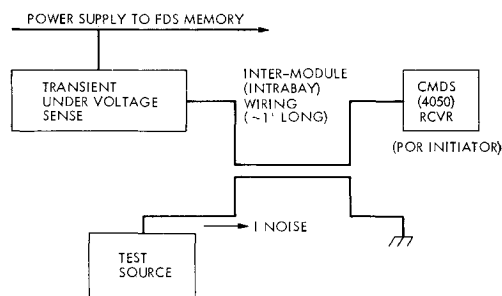 POWER SUPPLY TO FDS MEMORY
TRANSIENT
UNDER VOLTAGE
SENSE
INTER-MODULE
(INTRABAY)
WIRING
(~1' LONG)
CMDS
(4050)
RCVR
(POR INITIATOR)
I NOISE
TEST
SOURCE